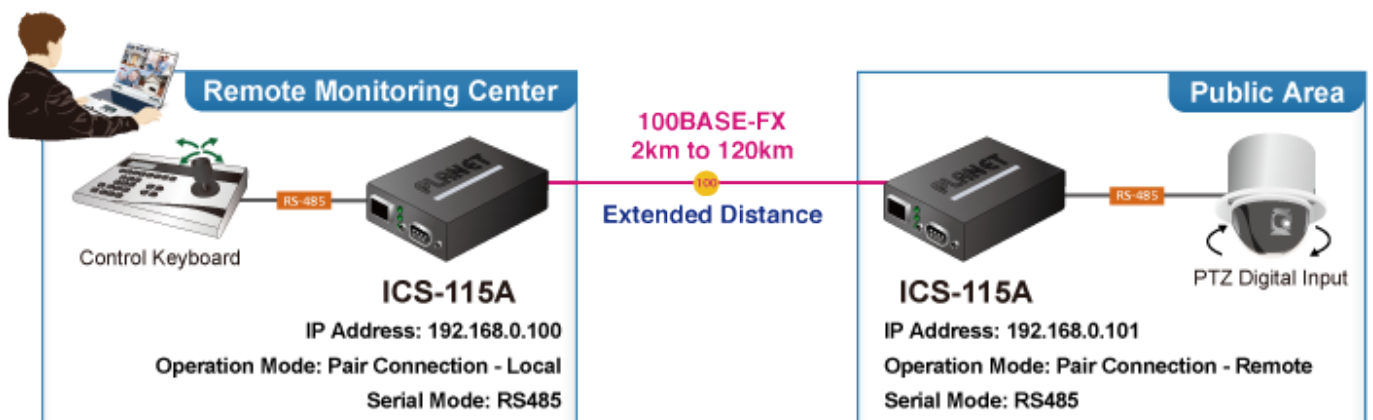 Remote Monitoring Center
Public Area
100BASE-FX
2km to 120km
100
Extended Distance
RS-485
RS-485
PLANET
PLANET
Control Keyboard
PTZ Digital Input
ICS-115A
IP Address: 192.168.0.100
Operation Mode: Pair Connection - Local
Serial Mode: RS485
ICS-115A
IP Address: 192.168.0.101
Operation Mode: Pair Connection - Remote
Serial Mode: RS485